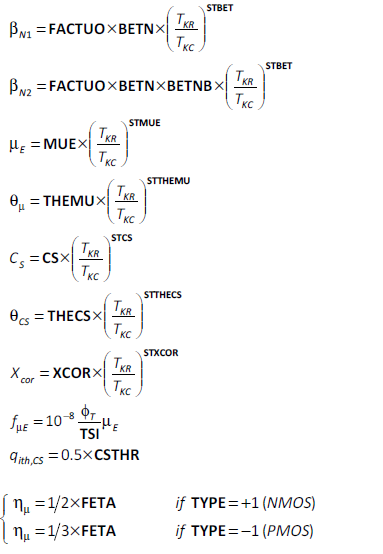 β_N1 = FACTUO×BETN×(T_KR/T_KC)^STBET
β_N2 = FACTUO×BETN×BETNB×(T_KR/T_KC)^STBET
μ_E = MUE×(T_KR/T_KC)^STMUE
θ_μ = THEMU×(T_KR/T_KC)^STTHEMU
C_S = CS×(T_KR/T_KC)^STCS
θ_CS = THECS×(T_KR/T_KC)^STTHECS
X_cor = XCOR×(T_KR/T_KC)^STXCOR
f_μE = 10^−8 ϕ_T/TSI μ_E
q_ith,CS = 0.5×CSTHR
{ η_μ = 1/2×FETA if TYPE=+1 (NMOS)
η_μ = 1/3×FETA if TYPE=−1 (PMOS)